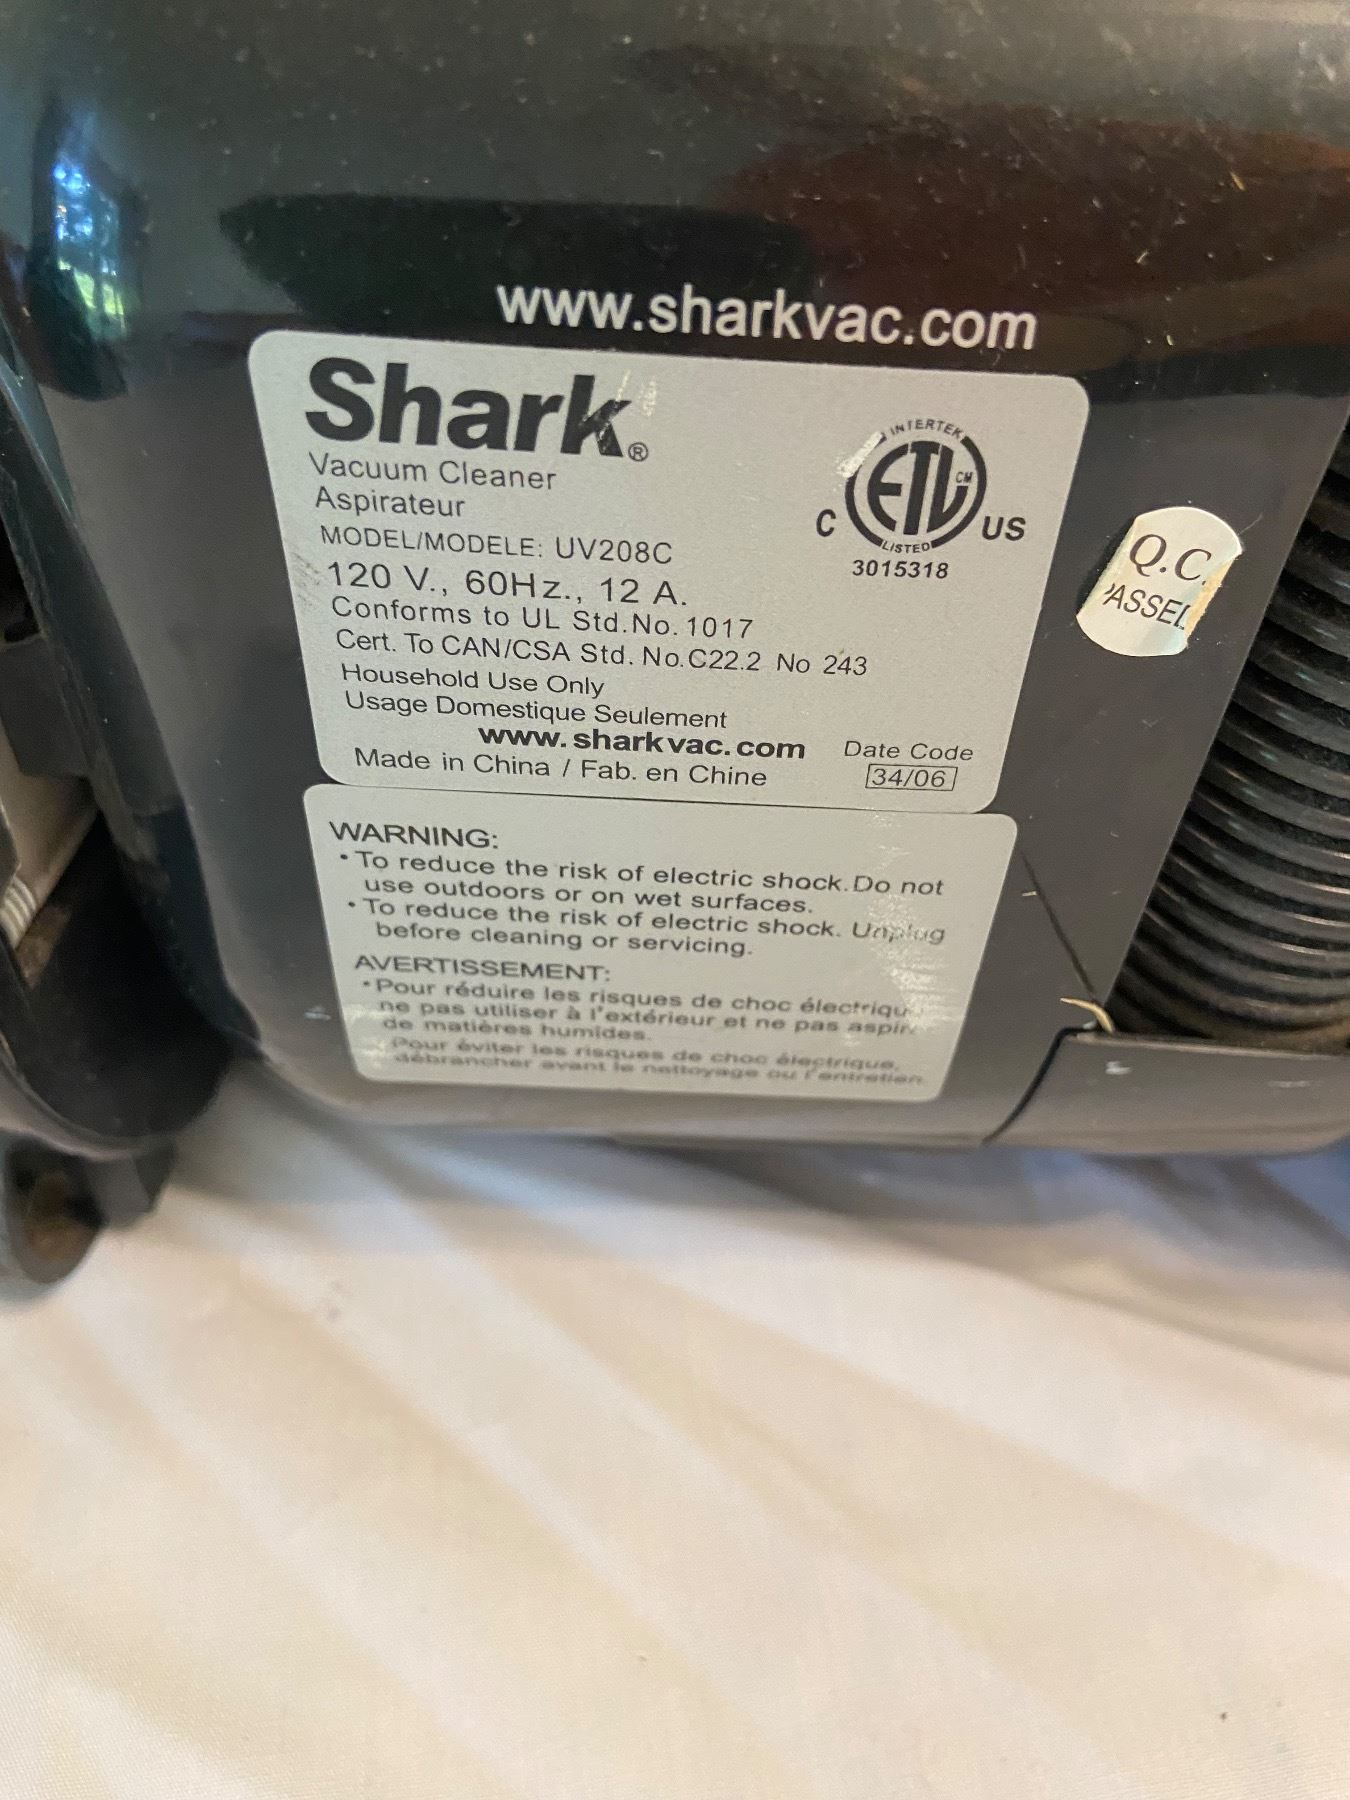 www.sharkvac.com
Shark®
Vacuum Cleaner
Aspirateur
MODEL/MODELE: UV208C
120 V., 60Hz., 12 A.
Conforms to UL Std.No.1017
Cert. To CAN/CSA Std. No.C22.2 No 243
Household Use Only
Usage Domestique Seulement
www.sharkvac.com
Made in China / Fab. en Chine
Date Code
34/06
INTERTEK
ETL CM
C US
LISTED
3015318
Q.C.
PASSED
WARNING:
• To reduce the risk of electric shock. Do not
use outdoors or on wet surfaces.
• To reduce the risk of electric shock. Unplug
before cleaning or servicing.
AVERTISSEMENT:
• Pour réduire les risques de choc électriqu
ne pas utiliser à l'extérieur et ne pas aspir
de matières humides.
Pour éviter les risques de choc électrique,
débrancher avant le nettoyage ou l'entretien.